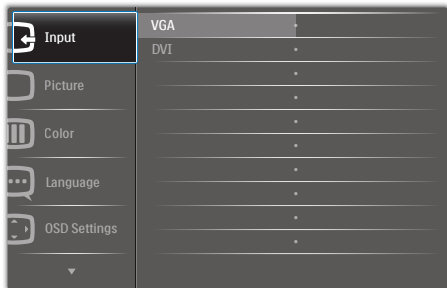 Input
VGA
DVI
Picture
Color
Language
OSD Settings